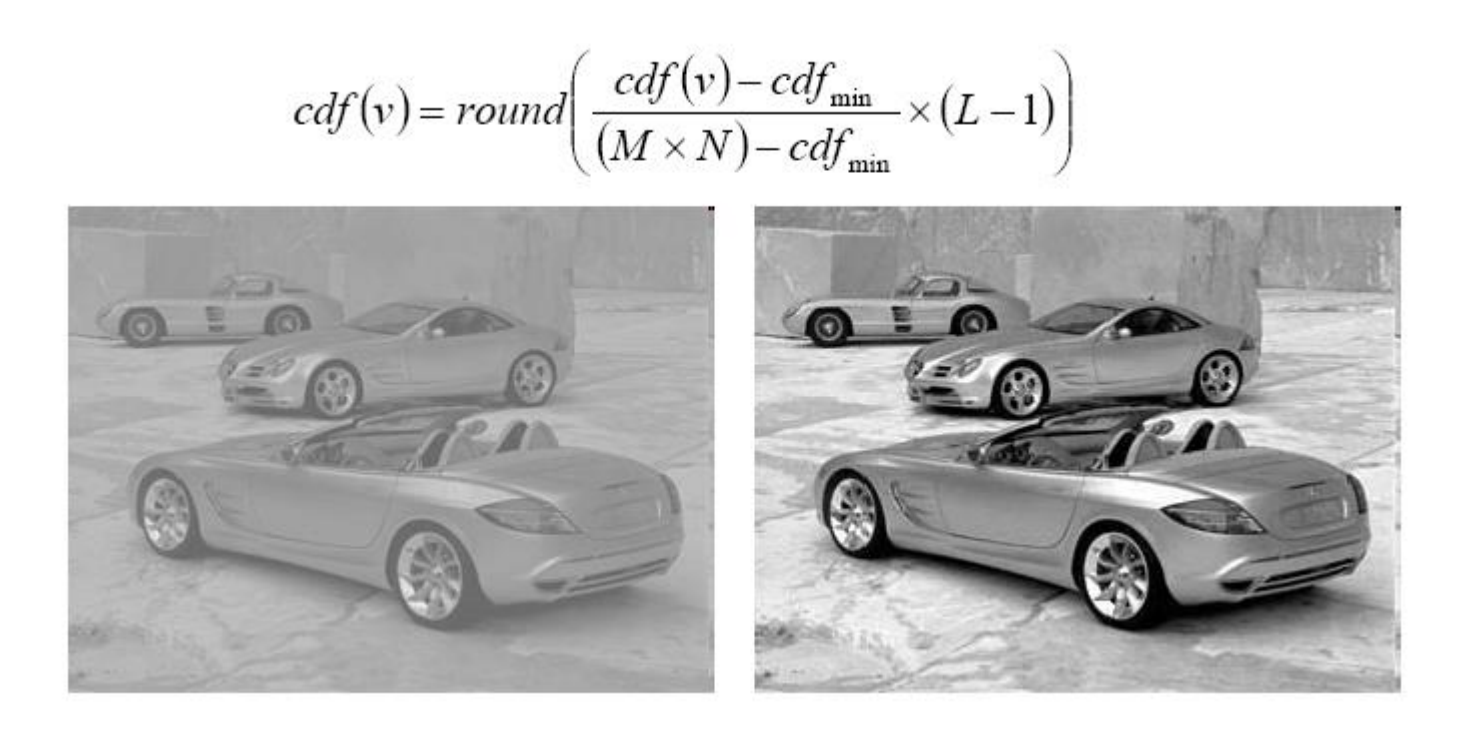 cdf(v) = round( (cdf(v) − cdf_min) / ((M × N) − cdf_min) × (L − 1) )